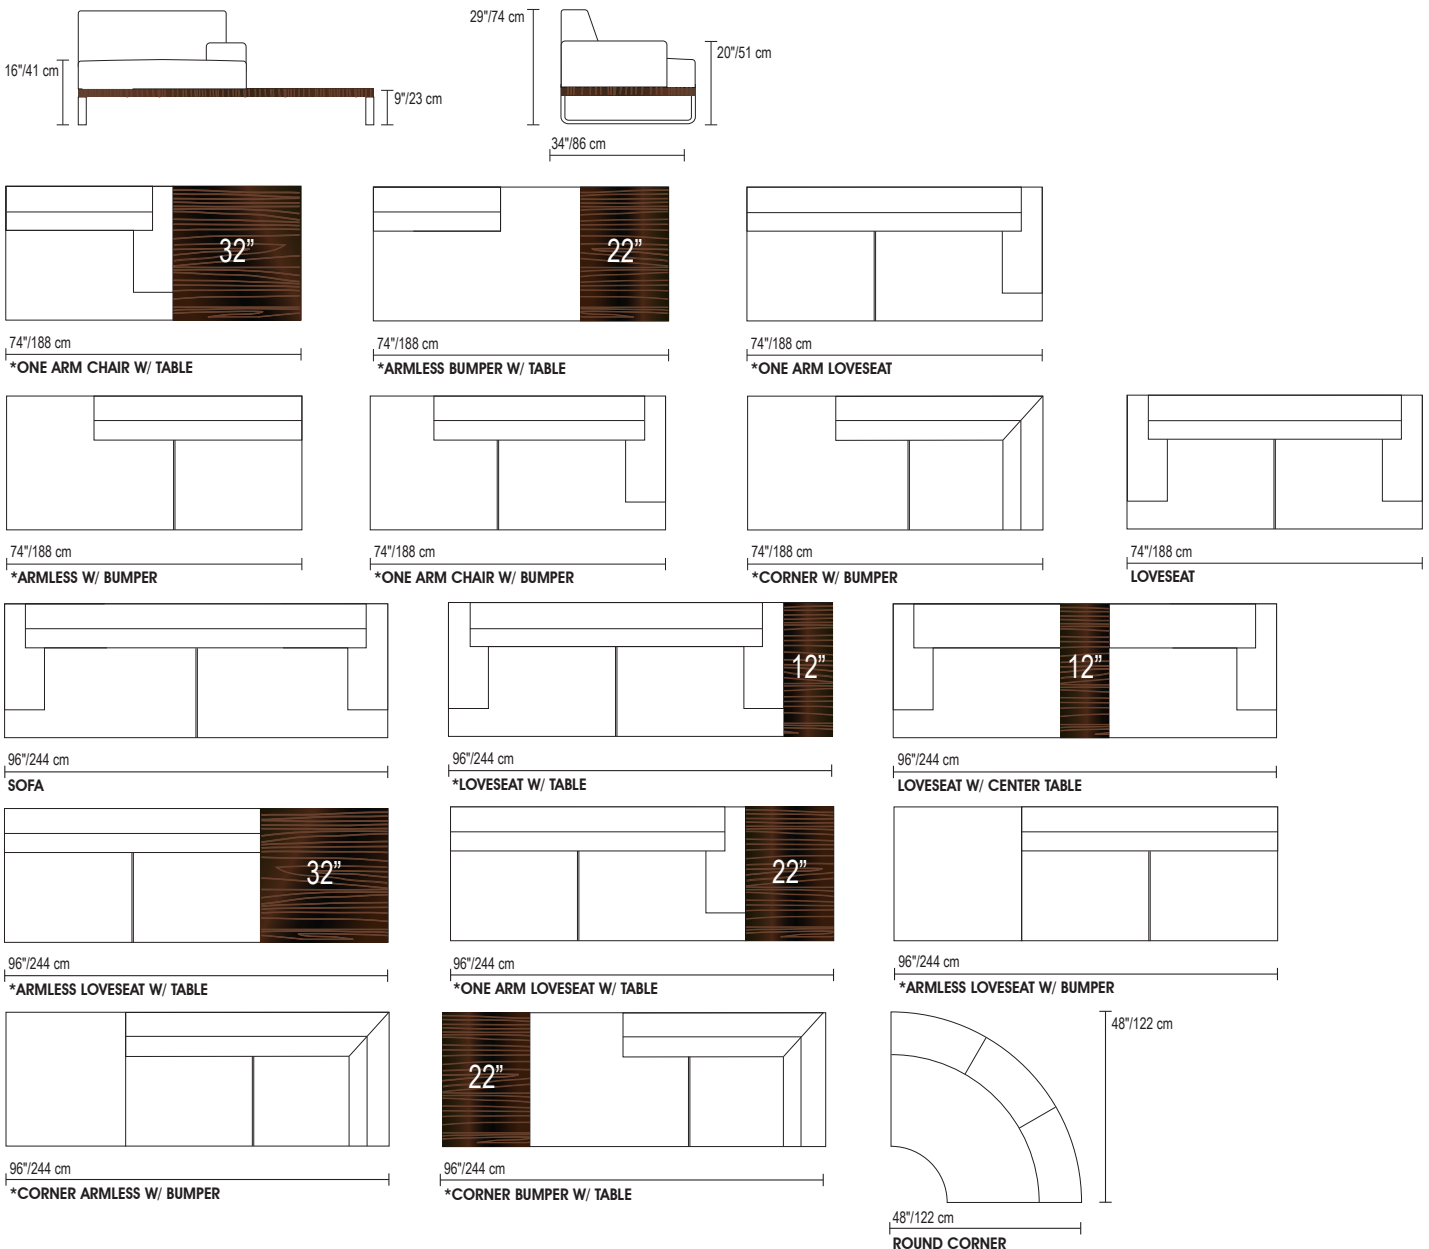 29"/74 cm
16"/41 cm
20"/51 cm
9"/23 cm
34"/86 cm
32”
22”
74"/188 cm
*ONE ARM CHAIR W/ TABLE
74"/188 cm
*ARMLESS BUMPER W/ TABLE
74"/188 cm
*ONE ARM LOVESEAT
74"/188 cm
*ARMLESS W/ BUMPER
74"/188 cm
*ONE ARM CHAIR W/ BUMPER
74"/188 cm
*CORNER W/ BUMPER
74"/188 cm
LOVESEAT
12”
12”
96"/244 cm
SOFA
96"/244 cm
*LOVESEAT W/ TABLE
96"/244 cm
LOVESEAT W/ CENTER TABLE
32”
22”
96"/244 cm
*ARMLESS LOVESEAT W/ TABLE
96"/244 cm
*ONE ARM LOVESEAT W/ TABLE
96"/244 cm
*ARMLESS LOVESEAT W/ BUMPER
22”
48"/122 cm
96"/244 cm
*CORNER ARMLESS W/ BUMPER
96"/244 cm
*CORNER BUMPER W/ TABLE
48"/122 cm
ROUND CORNER